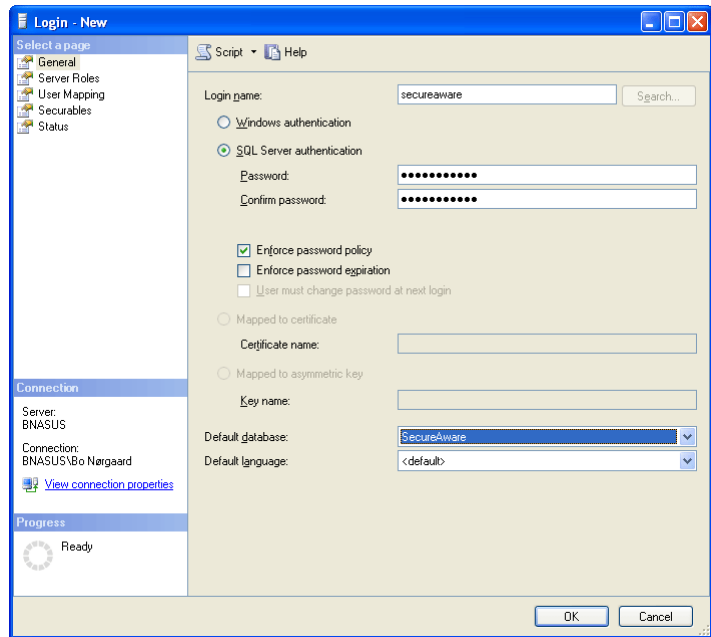 Login - New
Select a page
General
Server Roles
User Mapping
Securables
Status
Script Help
Login name: secureaware Search...
Windows authentication
SQL Server authentication
Password: ●●●●●●●●●●●
Confirm password: ●●●●●●●●●●●
Enforce password policy
Enforce password expiration
User must change password at next login
Mapped to certificate
Certificate name:
Mapped to asymmetric key
Key name:
Default database: SecureAware
Default language: <default>
Connection
Server:
BNASUS
Connection:
BNASUS\Bo Nørgaard
View connection properties
Progress
Ready
OK Cancel